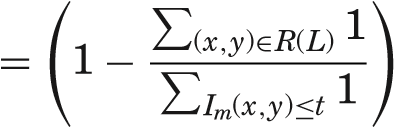 = \left( 1 - \frac{\sum_{(x,y) \in R(L)} 1}{\sum_{I_m(x,y) \leq t} 1} \right)